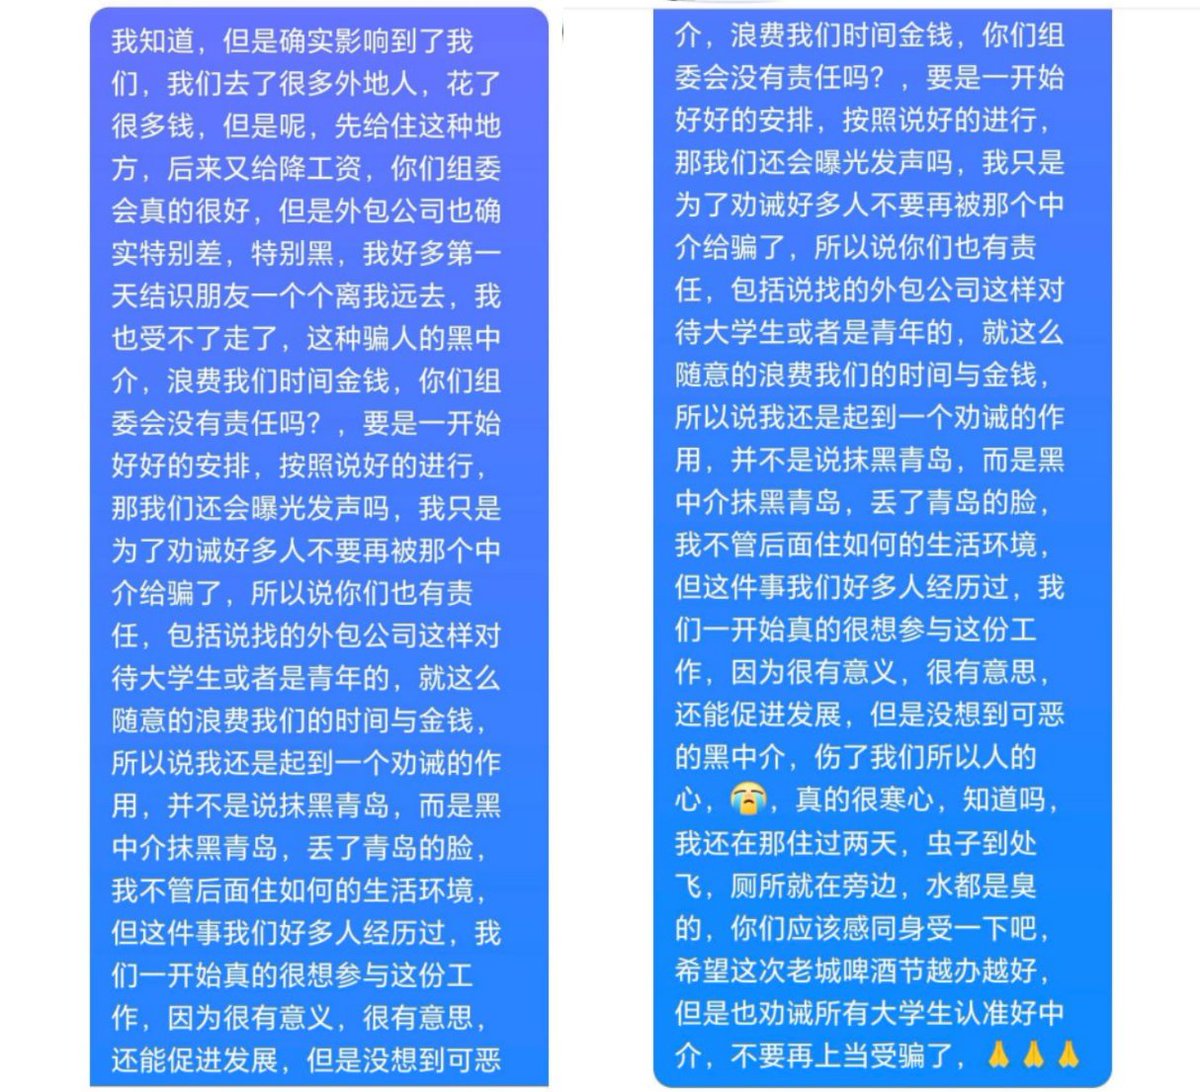 我知道，但是确实影响到了我
们，我们去了很多外地人，花了
很多钱，但是呢，先给住这种地
方，后来又给降工资，你们组委
会真的很好，但是外包公司也确
实特别差，特别黑，我好多第一
天结识朋友一个个离我远去，我
也受不了走了，这种骗人的黑中
介，浪费我们时间金钱，你们组
委会没有责任吗？，要是一开始
好好的安排，按照说好的进行，
那我们还会曝光发声吗，我只是
为了劝诫好多人不要再被那个中
介给骗了，所以说你们也有责
任，包括说找的外包公司这样对
待大学生或者是青年的，就这么
随意的浪费我们的时间与金钱，
所以说我还是起到一个劝诫的作
用，并不是说抹黑青岛，而是黑
中介抹黑青岛，丢了青岛的脸，
我不管后面住如何的生活环境，
但这件事我们好多人经历过，我
们一开始真的很想参与这份工
作，因为很有意义，很有意思，
还能促进发展，但是没想到可恶
介，浪费我们时间金钱，你们组
委会没有责任吗？，要是一开始
好好的安排，按照说好的进行，
那我们还会曝光发声吗，我只是
为了劝诫好多人不要再被那个中
介给骗了，所以说你们也有责
任，包括说找的外包公司这样对
待大学生或者是青年的，就这么
随意的浪费我们的时间与金钱，
所以说我还是起到一个劝诫的作
用，并不是说抹黑青岛，而是黑
中介抹黑青岛，丢了青岛的脸，
我不管后面住如何的生活环境，
但这件事我们好多人经历过，我
们一开始真的很想参与这份工
作，因为很有意义，很有意思，
还能促进发展，但是没想到可恶
的黑中介，伤了我们所以人的
心，😭，真的很寒心，知道吗，
我还在那住过两天，虫子到处
飞，厕所就在旁边，水都是臭
的，你们应该感同身受一下吧，
希望这次老城啤酒节越办越好，
但是也劝诫所有大学生认准好中
介，不要再上当受骗了，🙏🙏🙏